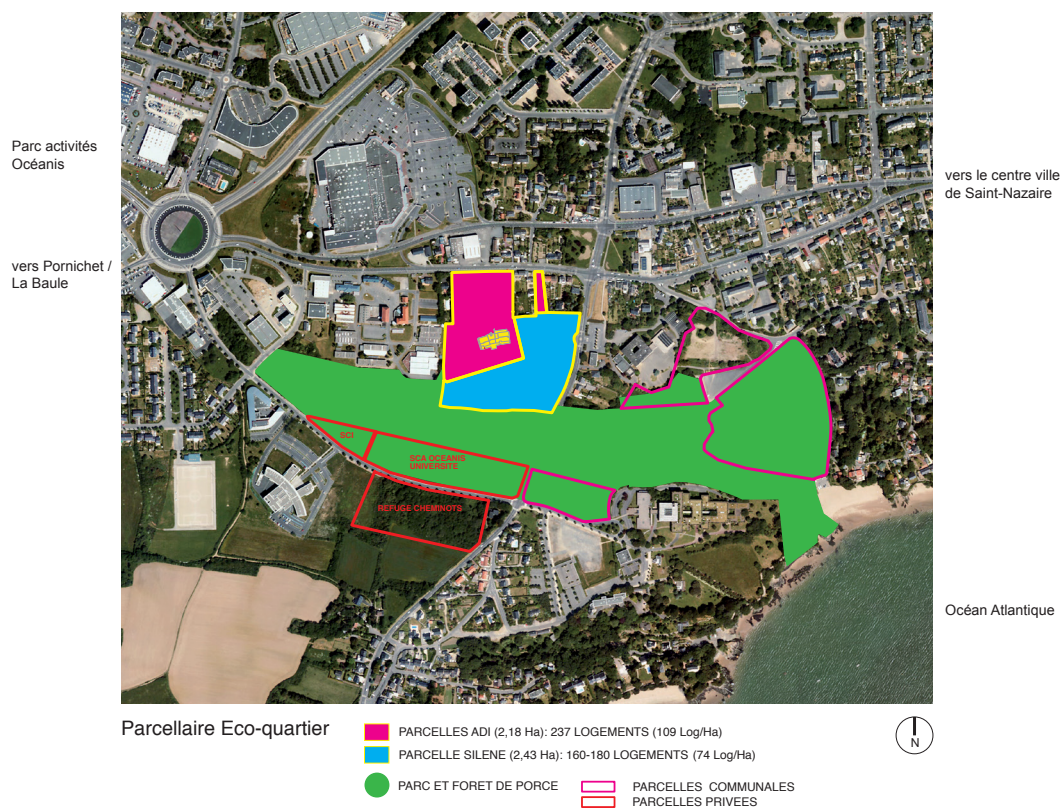 Parc activités
Océanis
vers le centre ville
de Saint-Nazaire
vers Pornichet /
La Baule
SCI
SCA OCEANIS
UNIVERSITE
REFUGE CHEMINOTS
Océan Atlantique
Parcellaire Eco-quartier
PARCELLES ADI (2,18 Ha): 237 LOGEMENTS (109 Log/Ha)
PARCELLE SILENE (2,43 Ha): 160-180 LOGEMENTS (74 Log/Ha)
PARC ET FORET DE PORCE
PARCELLES COMMUNALES
PARCELLES PRIVEES
N